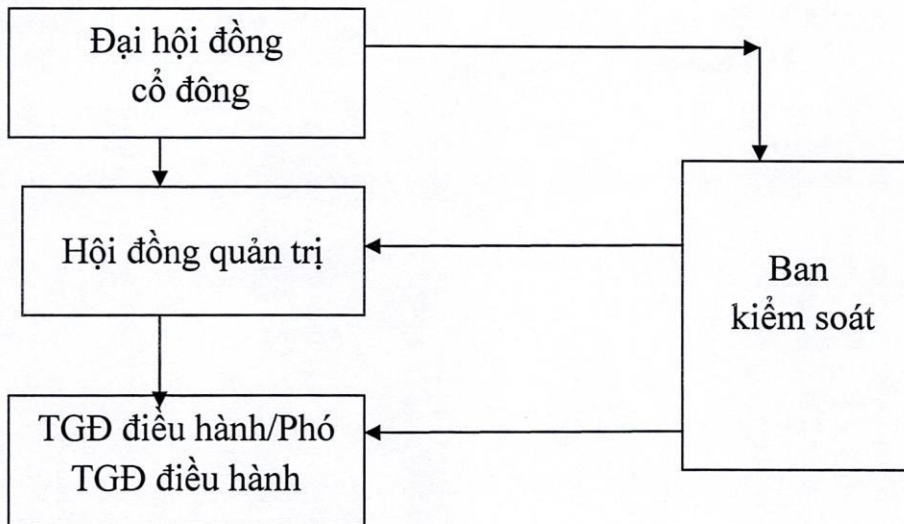 Đại hội đồng
cổ đông
Hội đồng quản trị
Ban
kiểm soát
TGĐ điều hành/Phó
TGĐ điều hành